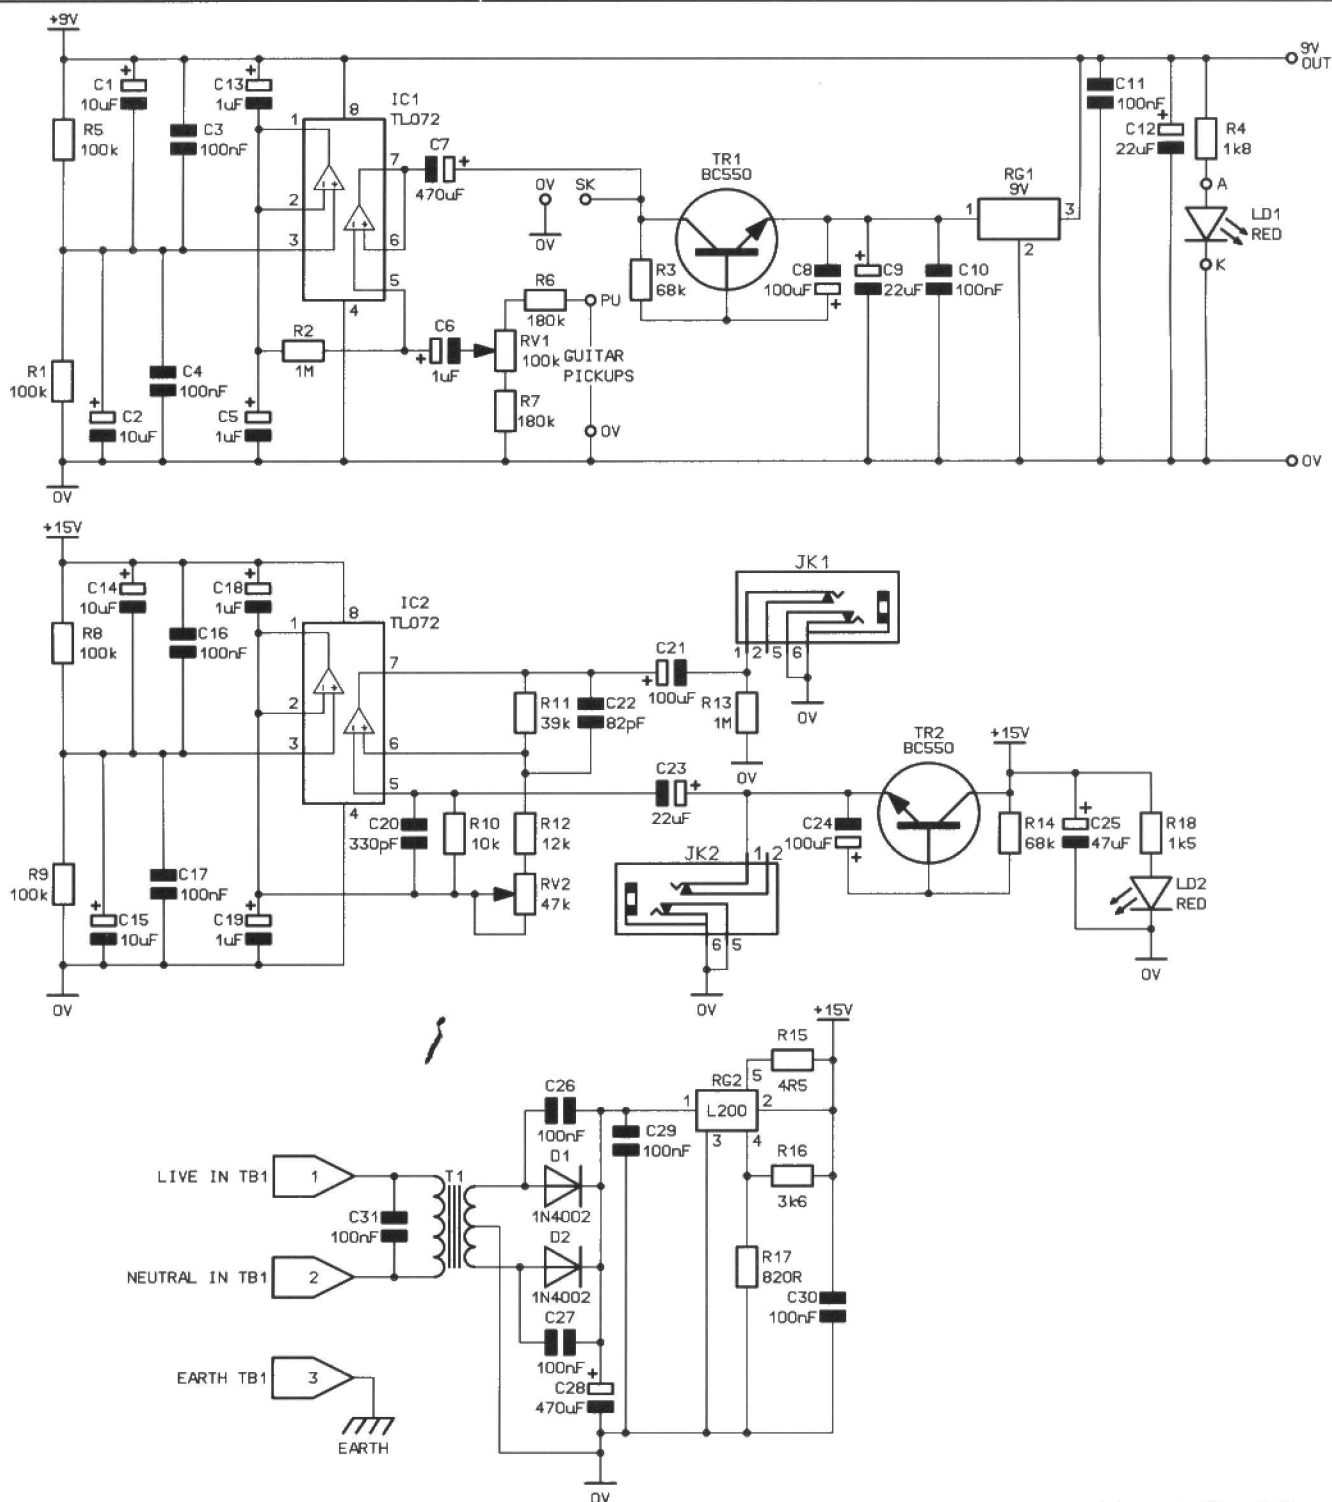 +9V
9V
OUT
C1
10uF
C13
1uF
IC1
TL072
C11
100nF
R5
100k
C3
100nF
1
8
7
C7
470uF
TR1
BC550
RG1
9V
C12
22uF
R4
1k8
A
LD1
RED
K
2
3
6
5
4
0V
SK
0V
1
3
2
R3
68k
C8
100uF
C9
22uF
C10
100nF
R6
180k
PU
R2
1M
C6
1uF
RV1
100k
GUITAR
PICKUPS
R1
100k
C4
100nF
R7
180k
C2
10uF
C5
1uF
0V
0V
0V
+15V
JK1
C14
10uF
C18
1uF
IC2
TL072
R8
100k
C16
100nF
1
8
7
2
3
6
5
4
1
2
5
6
C21
100uF
R11
39k
C22
82pF
R13
1M
0V
0V
TR2
BC550
+15V
C23
22uF
C20
330pF
R10
10k
R12
12k
C24
100uF
R14
68k
C25
47uF
R18
1k5
JK2
1
2
RV2
47k
LD2
RED
R9
100k
C17
100nF
C15
10uF
C19
1uF
6
5
0V
0V
0V
+15V
R15
4R5
RG2
L200
1
5
2
3
4
C26
100nF
C29
100nF
D1
1N4002
R16
3k6
LIVE IN TB1
1
T1
C31
100nF
D2
1N4002
R17
820R
NEUTRAL IN TB1
2
C30
100nF
C27
100nF
EARTH TB1
3
C28
470uF
EARTH
0V